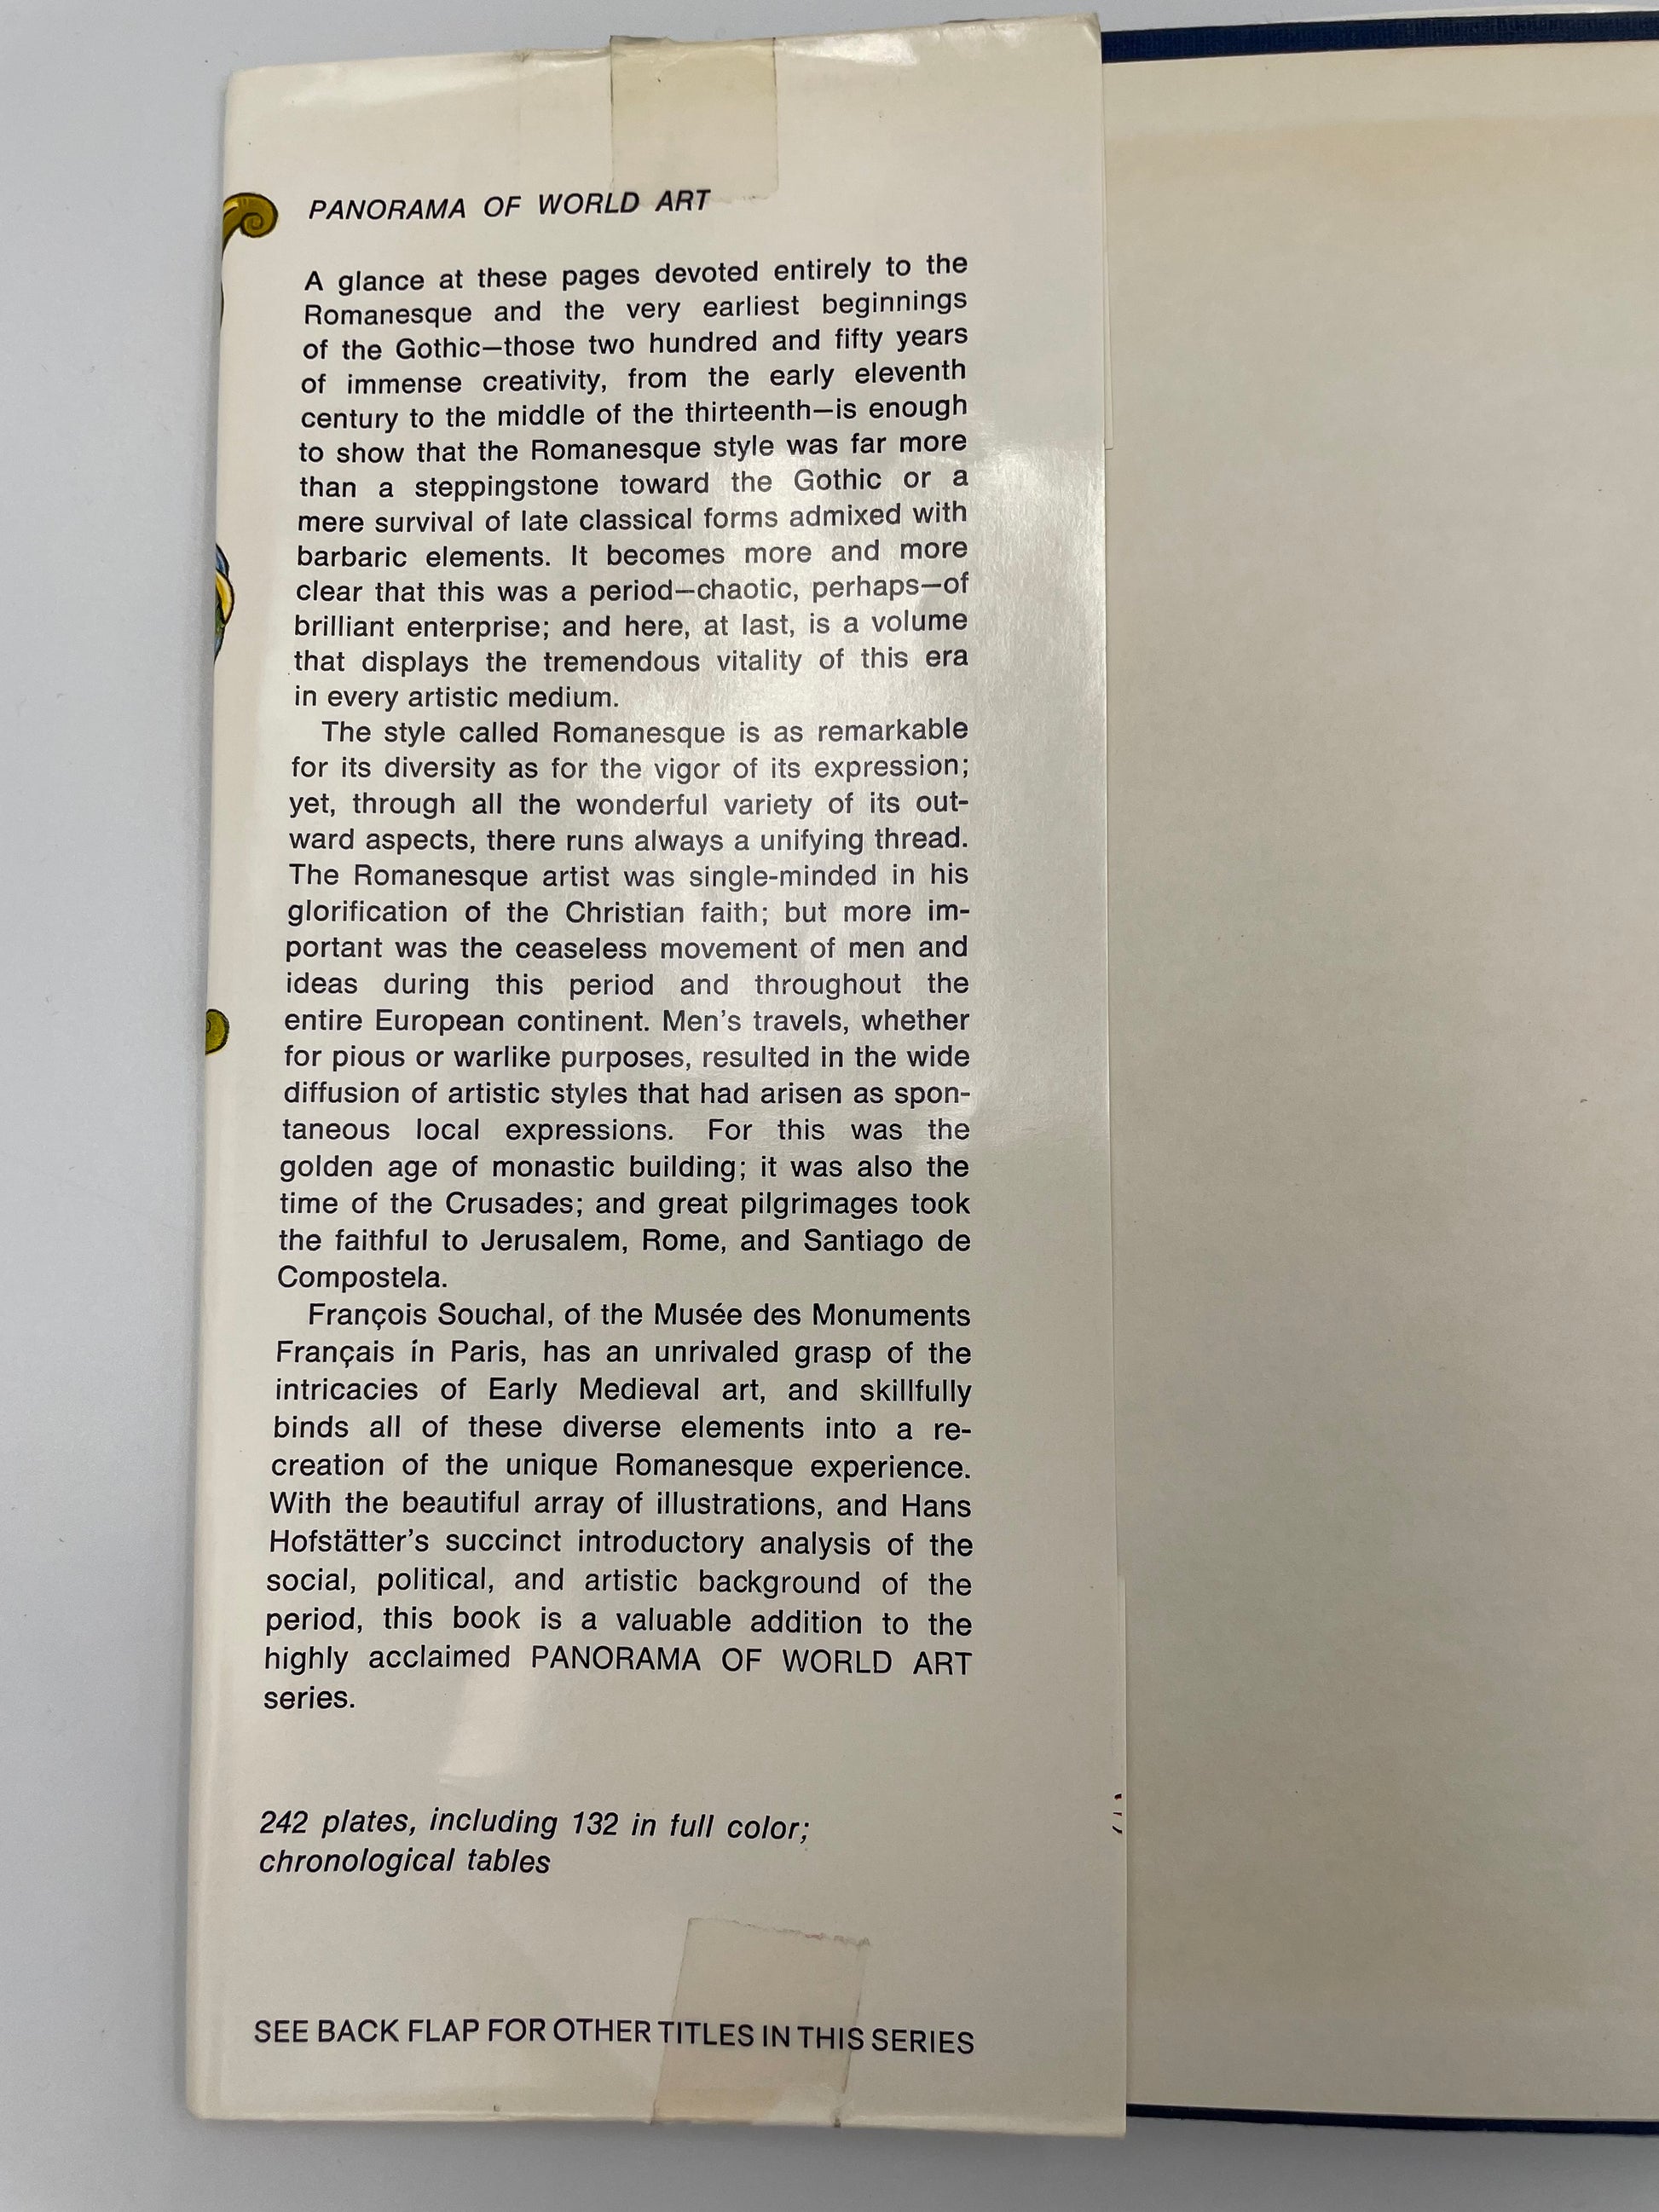 PANORAMA OF WORLD ART
A glance at these pages devoted entirely to the
Romanesque and the very earliest beginnings
of the Gothic—those two hundred and fifty years
of immense creativity, from the early eleventh
century to the middle of the thirteenth—is enough
to show that the Romanesque style was far more
than a steppingstone toward the Gothic or a
mere survival of late classical forms admixed with
barbaric elements. It becomes more and more
clear that this was a period—chaotic, perhaps—of
brilliant enterprise; and here, at last, is a volume
that displays the tremendous vitality of this era
in every artistic medium.
The style called Romanesque is as remarkable
for its diversity as for the vigor of its expression;
yet, through all the wonderful variety of its out-
ward aspects, there runs always a unifying thread.
The Romanesque artist was single-minded in his
glorification of the Christian faith; but more im-
portant was the ceaseless movement of men and
ideas during this period and throughout the
entire European continent. Men's travels, whether
for pious or warlike purposes, resulted in the wide
diffusion of artistic styles that had arisen as spon-
taneous local expressions. For this was the
golden age of monastic building; it was also the
time of the Crusades; and great pilgrimages took
the faithful to Jerusalem, Rome, and Santiago de
Compostela.
François Souchal, of the Musée des Monuments
Français in Paris, has an unrivaled grasp of the
intricacies of Early Medieval art, and skillfully
binds all of these diverse elements into a re-
creation of the unique Romanesque experience.
With the beautiful array of illustrations, and Hans
Hofstätter's succinct introductory analysis of the
social, political, and artistic background of the
period, this book is a valuable addition to the
highly acclaimed PANORAMA OF WORLD ART
series.
242 plates, including 132 in full color;
chronological tables
SEE BACK FLAP FOR OTHER TITLES IN THIS SERIES